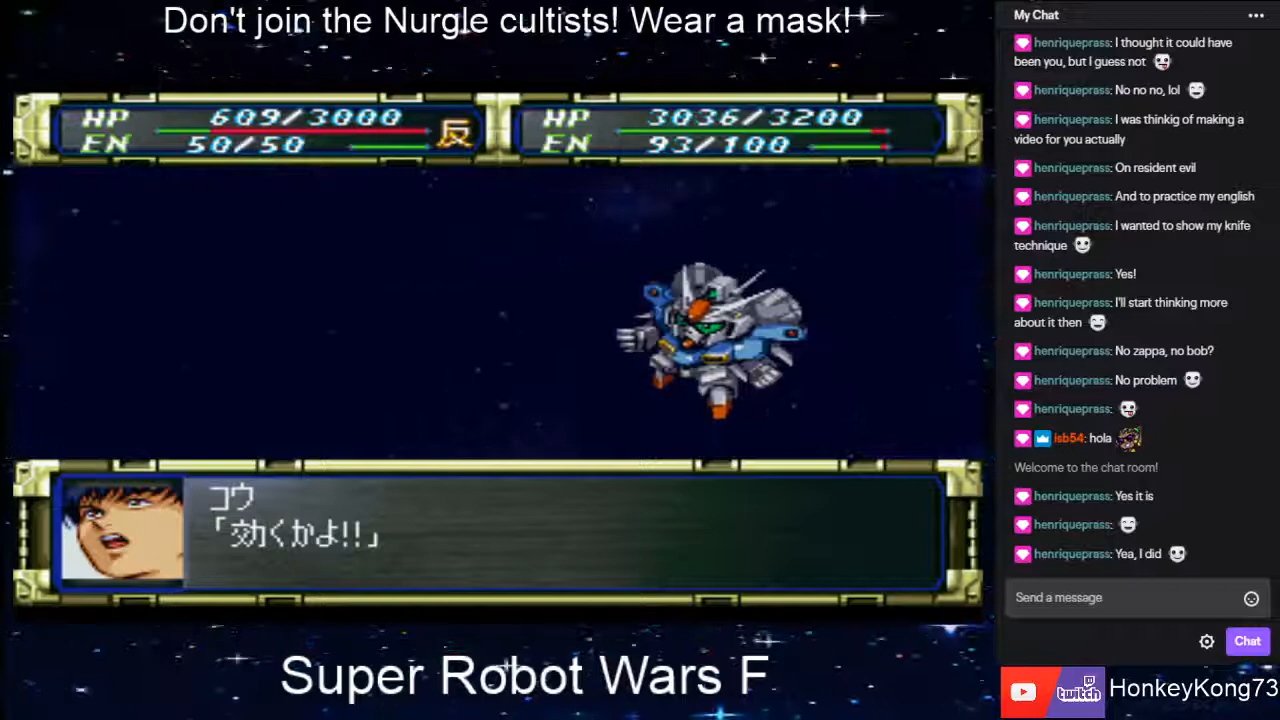 Don't join the Nurgle cultists! Wear a mask!
HP 609/3000
EN 50/50
反
HP 3036/3200
EN 93/100
コウ
「効くかよ!!」
Super Robot Wars F
My Chat
henriqueprass: I thought it could have
been you, but I guess not
henriqueprass: No no no, lol
henriqueprass: I was thinkig of making a
video for you actually
henriqueprass: On resident evil
henriqueprass: And to practice my english
henriqueprass: I wanted to show my knife
technique
henriqueprass: Yes!
henriqueprass: I'll start thinking more
about it then
henriqueprass: No zappa, no bob?
henriqueprass: No problem
henriqueprass:
isb54: hola
Welcome to the chat room!
henriqueprass: Yes it is
henriqueprass:
henriqueprass: Yea, I did
Send a message
Chat
twitch
HonkeyKong73